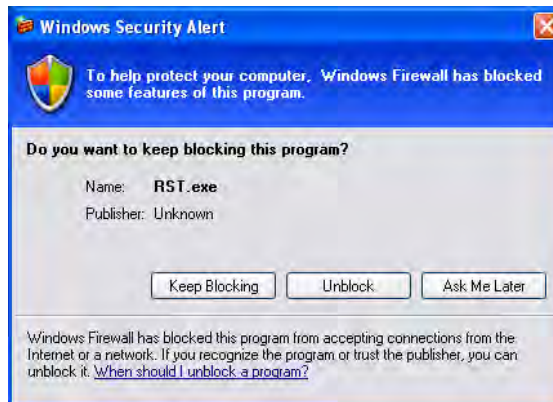 Windows Security Alert
To help protect your computer, Windows Firewall has blocked
some features of this program.
Do you want to keep blocking this program?
Name: RST.exe
Publisher: Unknown
Keep Blocking Unblock Ask Me Later
Windows Firewall has blocked this program from accepting connections from the
Internet or a network. If you recognize the program or trust the publisher, you can
unblock it. When should I unblock a program?